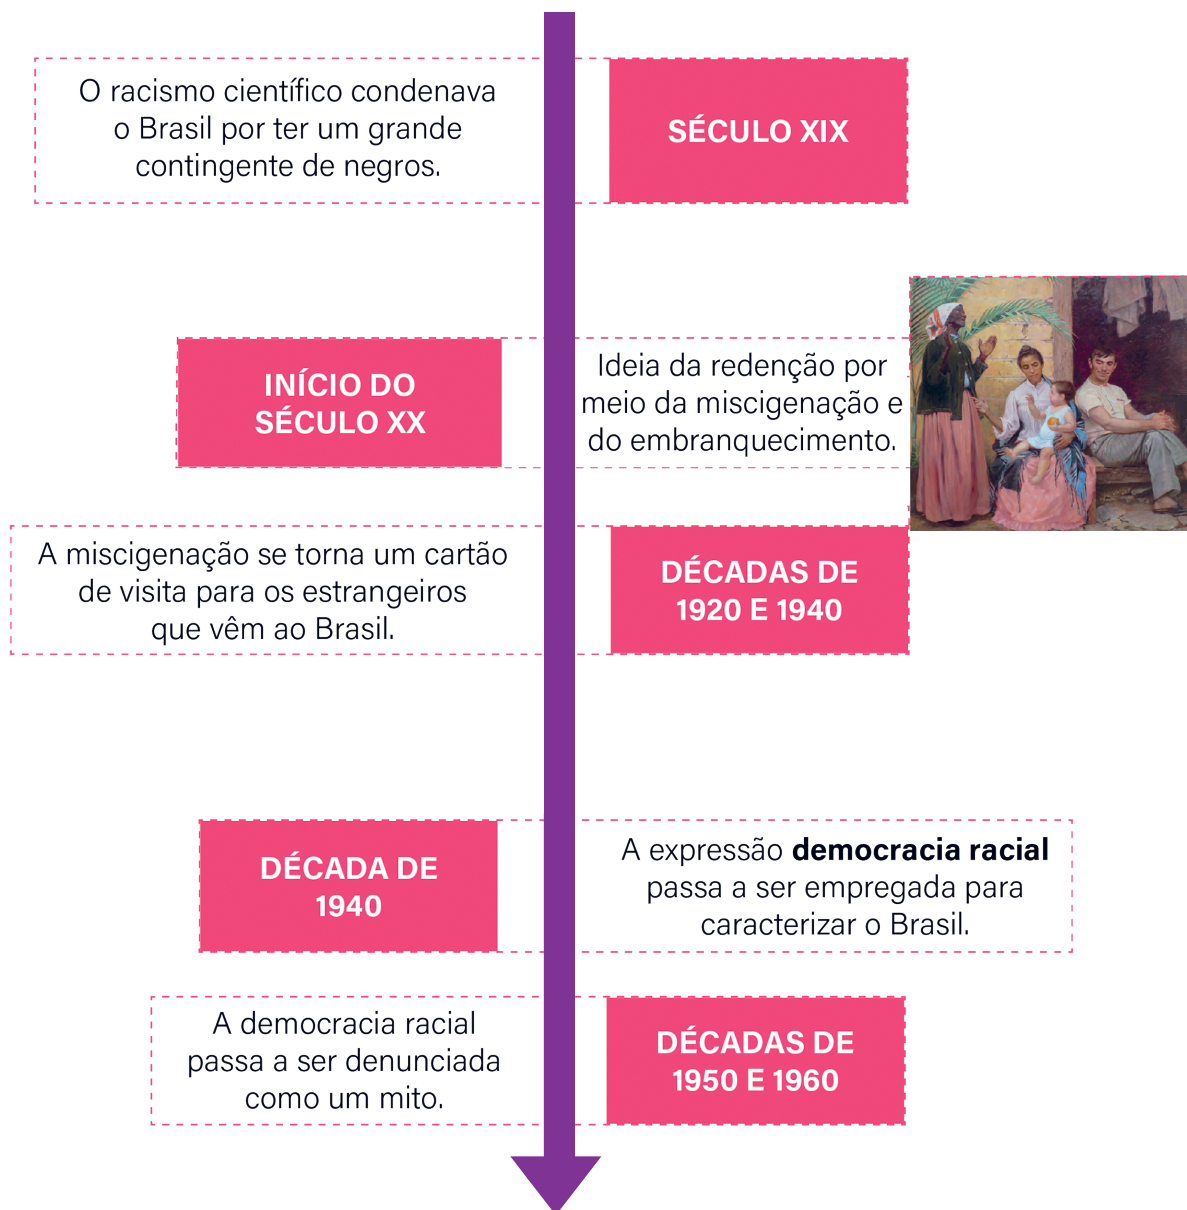 O racismo científico condenava
o Brasil por ter um grande
contingente de negros.
SÉCULO XIX
INÍCIO DO
SÉCULO XX
Ideia da redenção por
meio da miscigenação e
do embranquecimento.
A miscigenação se torna um cartão
de visita para os estrangeiros
que vêm ao Brasil.
DÉCADAS DE
1920 E 1940
DÉCADA DE
1940
A expressão democracia racial
passa a ser empregada para
caracterizar o Brasil.
A democracia racial
passa a ser denunciada
como um mito.
DÉCADAS DE
1950 E 1960